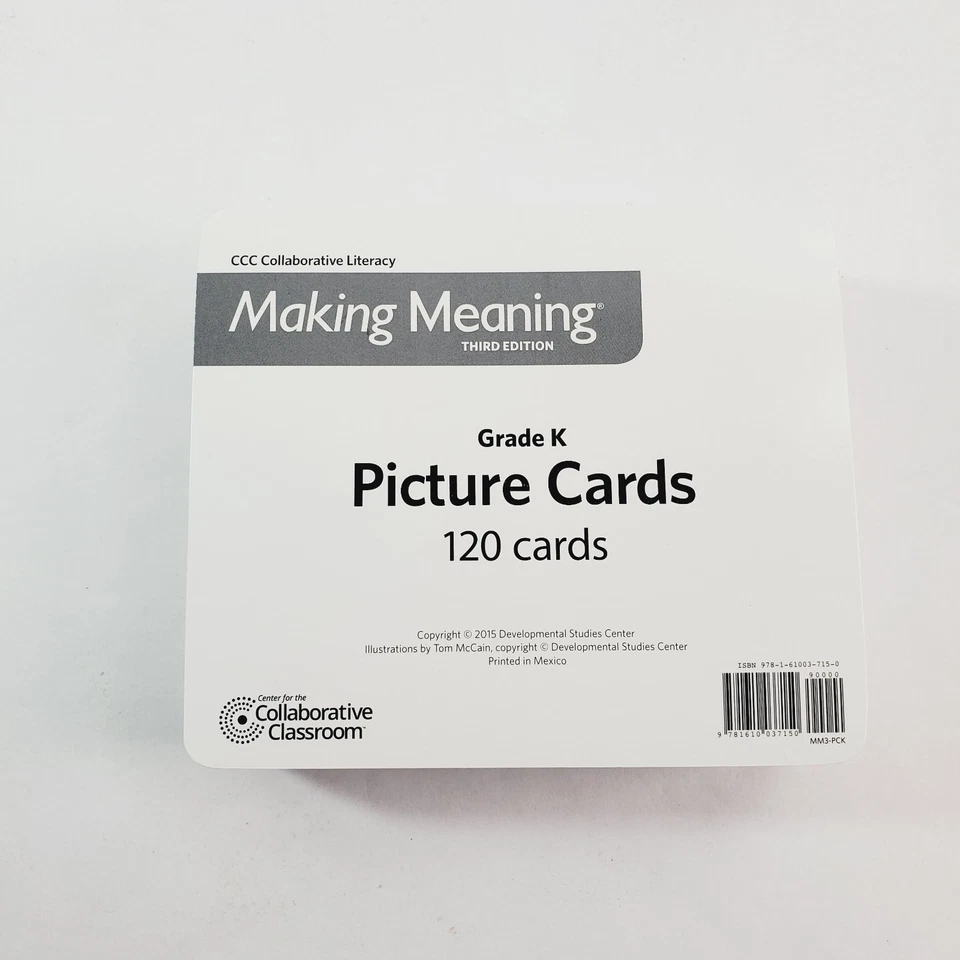 CCC Collaborative Literacy
Making Meaning®
THIRD EDITION
Grade K
Picture Cards
120 cards
Copyright © 2015 Developmental Studies Center
Illustrations by Tom McCain, copyright © Developmental Studies Center
Printed in Mexico
ISBN 978-1-61003-715-0
90000
9 781610 037150
MM3-PCK
Center for the
Collaborative
Classroom™